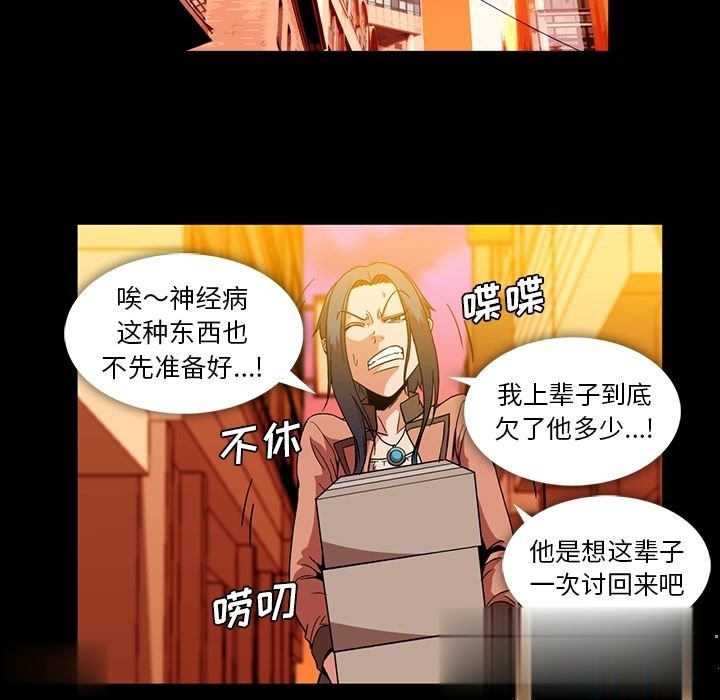 唉～神经病
这种东西也
不先准备好...!
喋喋
我上辈子到底
欠了他多少...!
不休
他是想这辈子
一次讨回来吧
唠叨